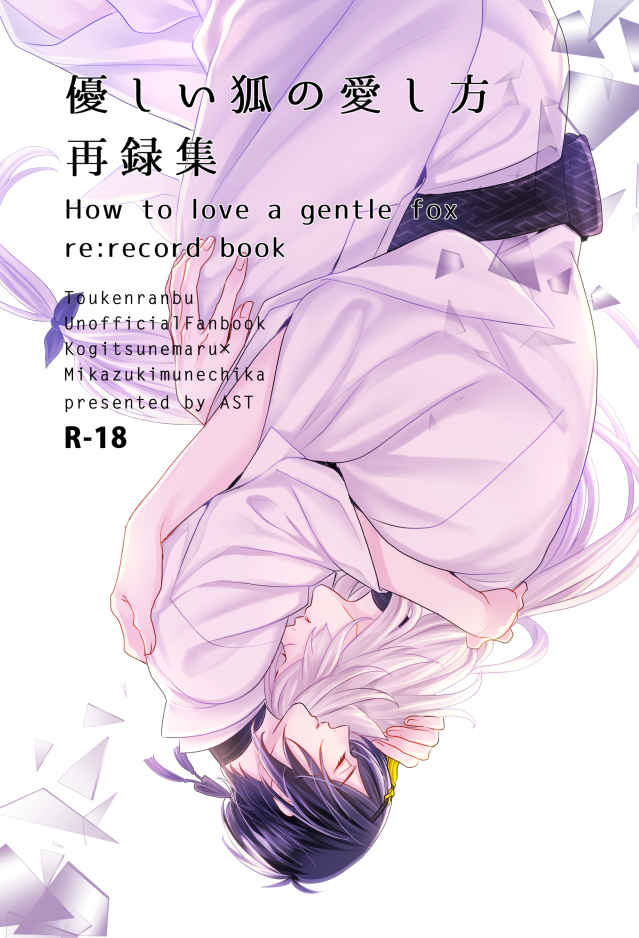 優しい狐の愛し方
再録集
How to love a gentle fox
re:record book
Toukenranbu
UnofficialFanbook
Kogitsunemaru×
Mikazukimunechika
presented by AST
R-18